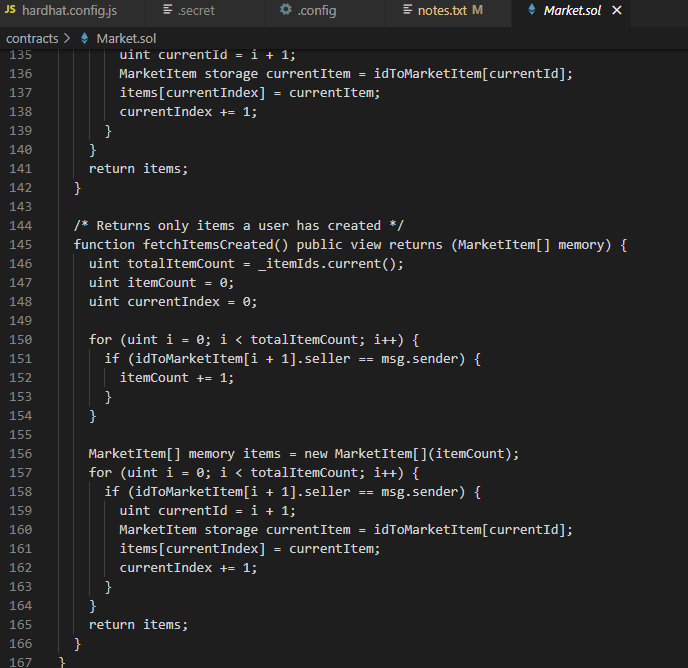 JS hardhat.config.js .secret .config notes.txt M Market.sol ×
contracts > Market.sol
135 uint currentId = i + 1;
136 MarketItem storage currentItem = idToMarketItem[currentId];
137 items[currentIndex] = currentItem;
138 currentIndex += 1;
139 }
140 }
141 return items;
142 }
143
144 /* Returns only items a user has created */
145 function fetchItemsCreated() public view returns (MarketItem[] memory) {
146 uint totalItemCount = _itemIds.current();
147 uint itemCount = 0;
148 uint currentIndex = 0;
149
150 for (uint i = 0; i < totalItemCount; i++) {
151 if (idToMarketItem[i + 1].seller == msg.sender) {
152 itemCount += 1;
153 }
154 }
155
156 MarketItem[] memory items = new MarketItem[](itemCount);
157 for (uint i = 0; i < totalItemCount; i++) {
158 if (idToMarketItem[i + 1].seller == msg.sender) {
159 uint currentId = i + 1;
160 MarketItem storage currentItem = idToMarketItem[currentId];
161 items[currentIndex] = currentItem;
162 currentIndex += 1;
163 }
164 }
165 return items;
166 }
167 }